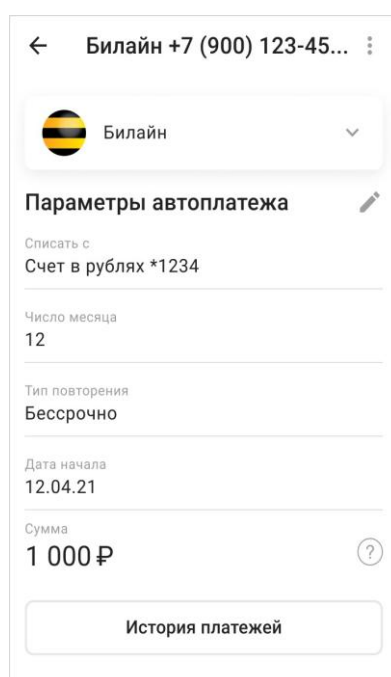 Билайн +7 (900) 123-45...
Билайн
Параметры автоплатежа
Списать с
Счет в рублях *1234
Число месяца
12
Тип повторения
Бессрочно
Дата начала
12.04.21
Сумма
1 000 ₽
?
История платежей